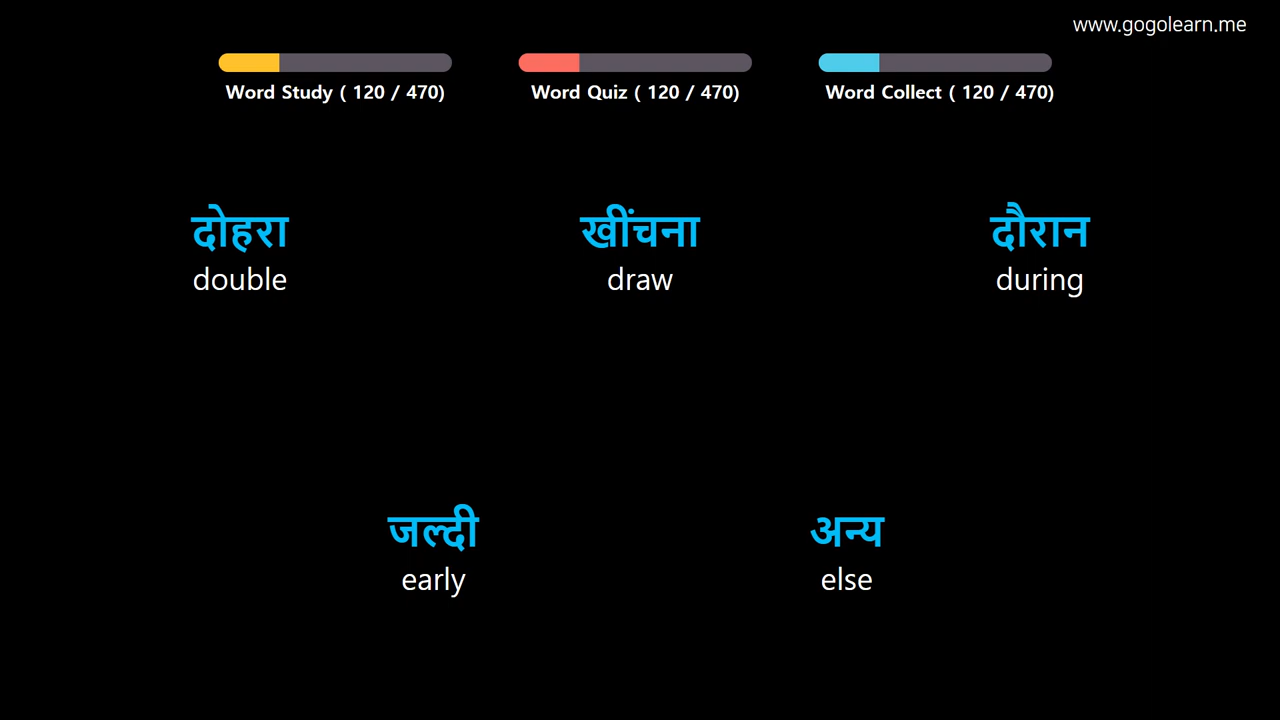 www.gogolearn.me
Word Study ( 120 / 470)
Word Quiz ( 120 / 470)
Word Collect ( 120 / 470)
दोहरा
double
खींचना
draw
दौरान
during
जल्दी
early
अन्य
else